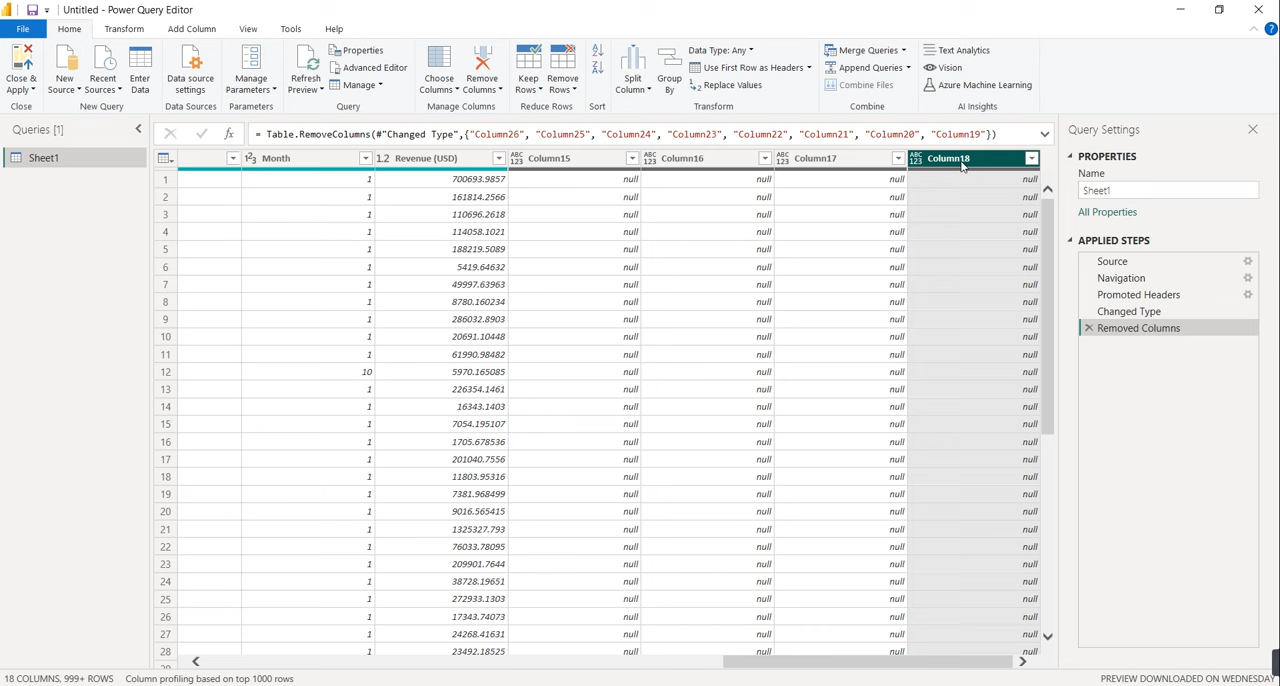 Untitled - Power Query Editor
File Home Transform Add Column View Tools Help
Close & Apply
New Source
Recent Sources
Enter Data
Data source settings
Manage Parameters
Refresh Preview
Properties
Advanced Editor
Manage
Choose Columns
Remove Columns
Keep Rows
Remove Rows
Split Column
Group By
Data Type: Any
Use First Row as Headers
Replace Values
Merge Queries
Append Queries
Combine Files
Text Analytics
Vision
Azure Machine Learning
Close New Query Data Sources Parameters Query Manage Columns Reduce Rows Sort Transform Combine AI Insights
Queries [1]
Sheet1
fx = Table.RemoveColumns(#"Changed Type",{"Column26", "Column25", "Column24", "Column23", "Column22", "Column21", "Column20", "Column19"})
123 Month 1.2 Revenue (USD) ABC 123 Column15 ABC 123 Column16 ABC 123 Column17 ABC 123 Column18
1 1 700693.9857 null null null null
2 1 161814.2566 null null null null
3 1 110696.2618 null null null null
4 1 114058.1021 null null null null
5 1 188219.5089 null null null null
6 1 5419.64632 null null null null
7 1 49997.63963 null null null null
8 1 8780.160234 null null null null
9 1 286032.8903 null null null null
10 1 20691.10448 null null null null
11 1 61990.98482 null null null null
12 10 5970.165085 null null null null
13 1 226354.1461 null null null null
14 1 16343.1403 null null null null
15 1 7054.195107 null null null null
16 1 1705.678536 null null null null
17 1 201040.7556 null null null null
18 1 11803.95316 null null null null
19 1 7381.968499 null null null null
20 1 9016.565415 null null null null
21 1 1325327.793 null null null null
22 1 76033.78095 null null null null
23 1 209901.7644 null null null null
24 1 38728.19651 null null null null
25 1 272933.1303 null null null null
26 1 17343.74073 null null null null
27 1 24268.41631 null null null null
28 1 23492.18525 null null null null
Query Settings
PROPERTIES
Name
Sheet1
All Properties
APPLIED STEPS
Source
Navigation
Promoted Headers
Changed Type
Removed Columns
18 COLUMNS, 999+ ROWS Column profiling based on top 1000 rows
PREVIEW DOWNLOADED ON WEDNESDAY